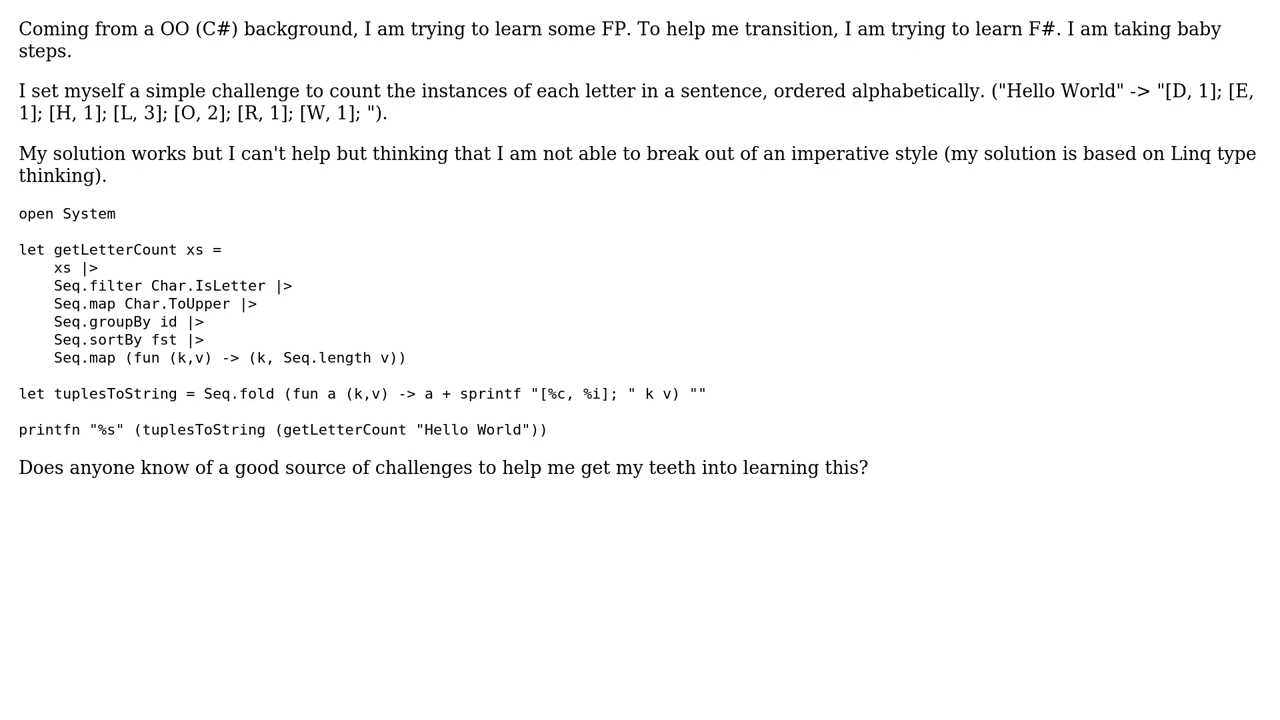 Coming from a OO (C#) background, I am trying to learn some FP. To help me transition, I am trying to learn F#. I am taking baby
steps.
I set myself a simple challenge to count the instances of each letter in a sentence, ordered alphabetically. ("Hello World" -> "[D, 1]; [E,
1]; [H, 1]; [L, 3]; [O, 2]; [R, 1]; [W, 1]; ").
My solution works but I can't help but thinking that I am not able to break out of an imperative style (my solution is based on Linq type
thinking).
open System
let getLetterCount xs =
    xs |>
    Seq.filter Char.IsLetter |>
    Seq.map Char.ToUpper |>
    Seq.groupBy id |>
    Seq.sortBy fst |>
    Seq.map (fun (k,v) -> (k, Seq.length v))
let tuplesToString = Seq.fold (fun a (k,v) -> a + sprintf "[%c, %i]; " k v) ""
printfn "%s" (tuplesToString (getLetterCount "Hello World"))
Does anyone know of a good source of challenges to help me get my teeth into learning this?